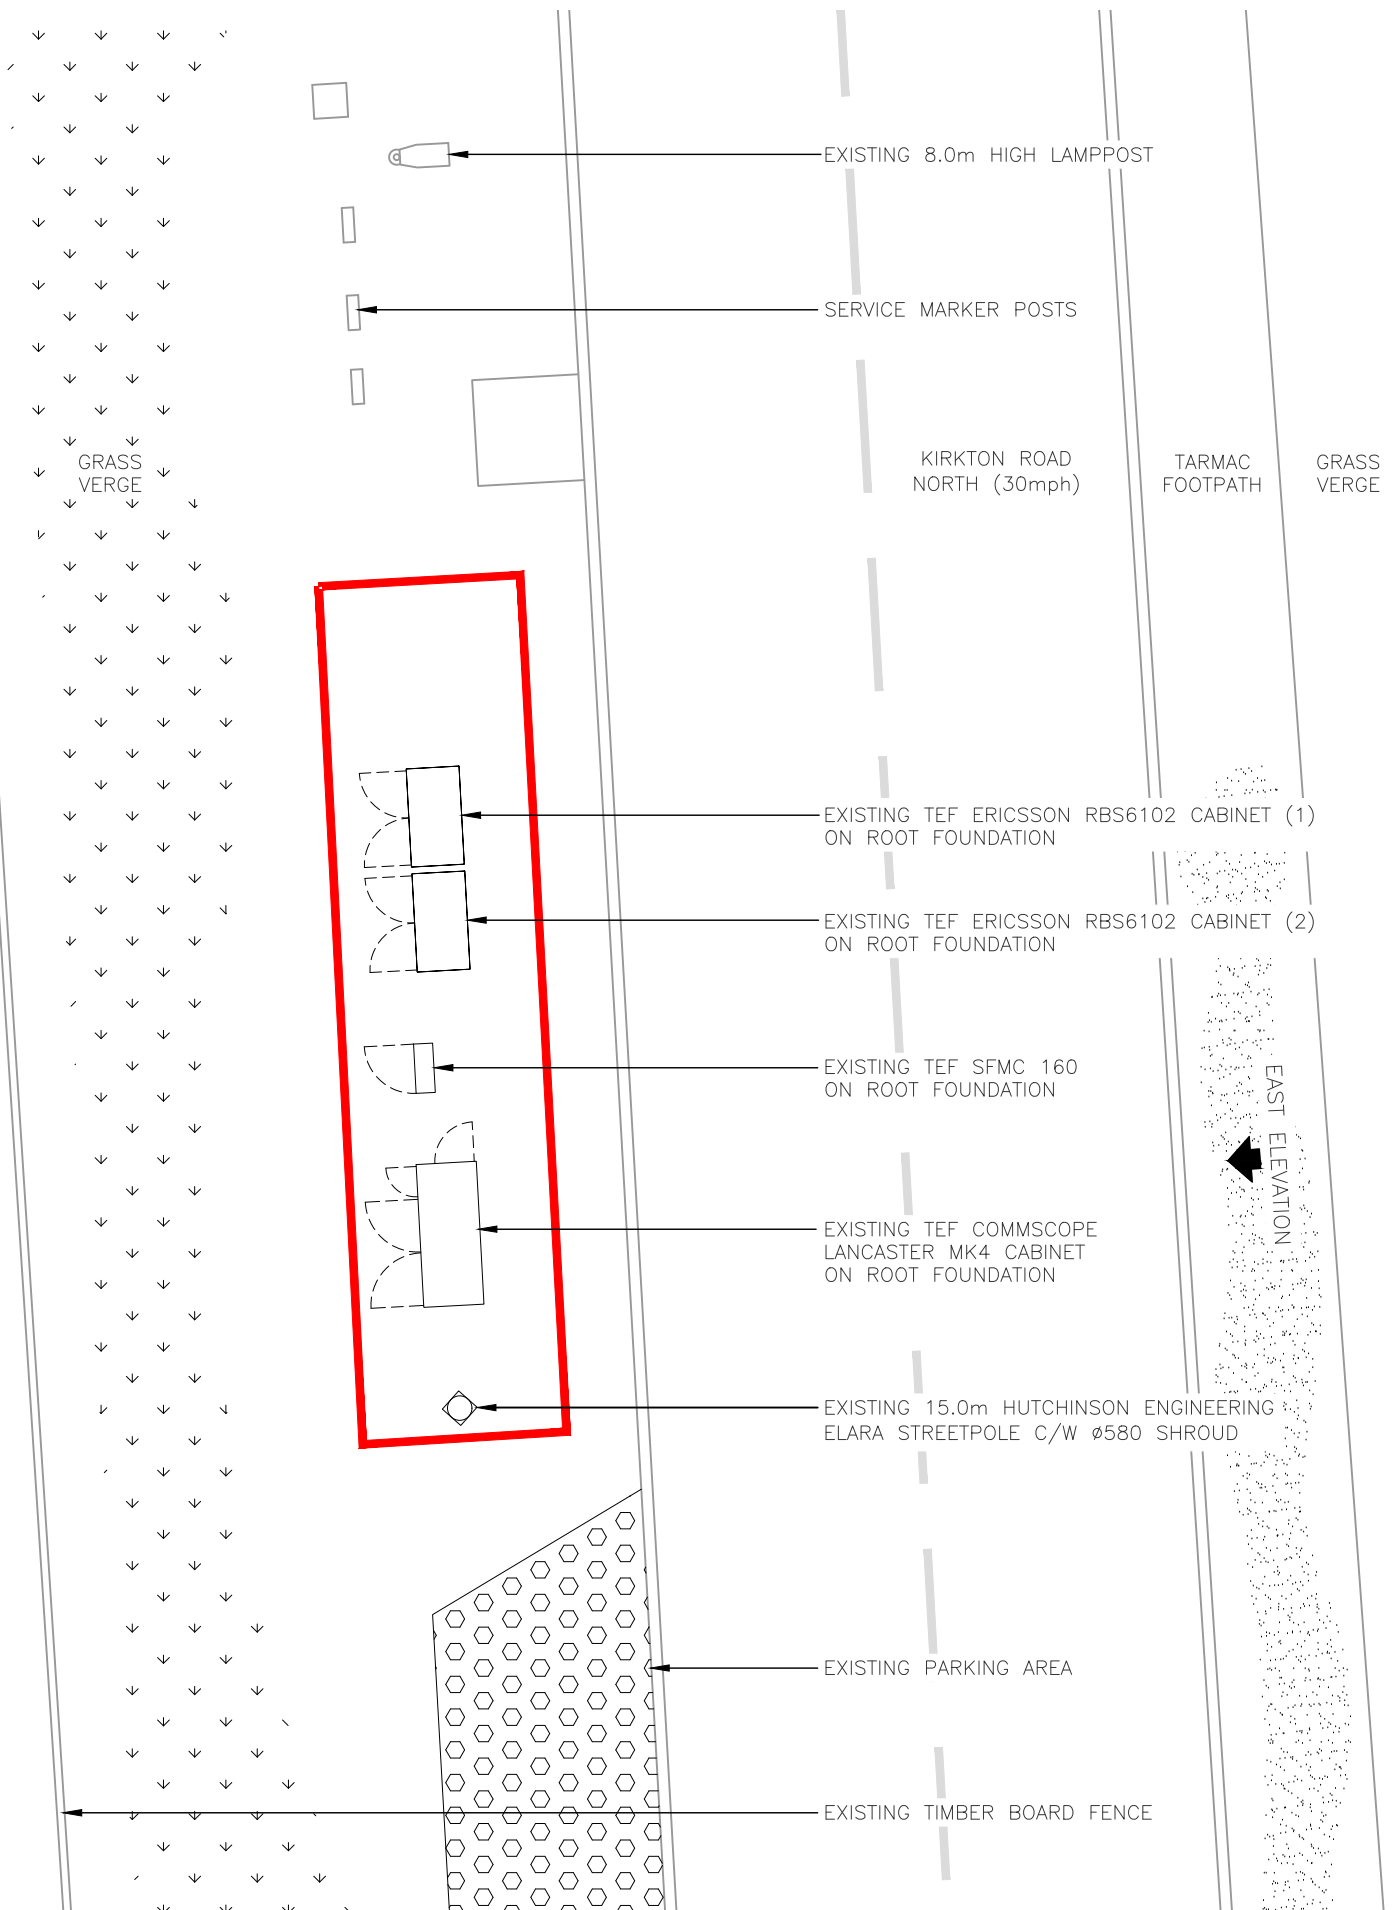 EXISTING 8.0m HIGH LAMPPOST
SERVICE MARKER POSTS
GRASS
VERGE
KIRKTON ROAD
NORTH (30mph)
TARMAC
FOOTPATH
GRASS
VERGE
EXISTING TEF ERICSSON RBS6102 CABINET (1)
ON ROOT FOUNDATION
EXISTING TEF ERICSSON RBS6102 CABINET (2)
ON ROOT FOUNDATION
EXISTING TEF SFMC 160
ON ROOT FOUNDATION
EAST ELEVATION
EXISTING TEF COMMSCOPE
LANCASTER MK4 CABINET
ON ROOT FOUNDATION
EXISTING 15.0m HUTCHINSON ENGINEERING
ELARA STREETPOLE C/W ø580 SHROUD
EXISTING PARKING AREA
EXISTING TIMBER BOARD FENCE